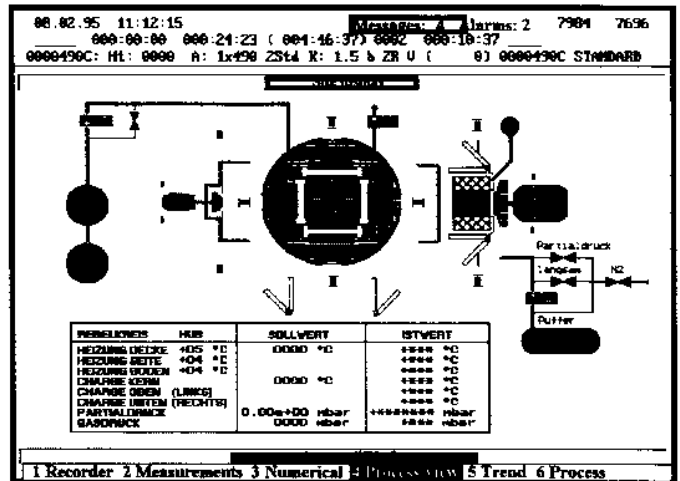 08.02.95 11:12:15 Messages: 4 Alarms: 2 7984 7696
000:00:00 000:24:23 ( 004:46:37) 0002 000:10:37
0000490C: Ht: 0000 A: 1x490 2Std K: 1.5 b ZR V ( 0) 0000490C STANDARD
Partialdruck
langsam N2
Puffer
REGELKREIS HUB SOLLWERT ISTWERT
HEIZUNG DECKE +05 °C 0000 °C **** °C
HEIZUNG SEITE +04 °C **** °C
HEIZUNG BODEN +04 °C **** °C
CHARGE KERN 0000 °C **** °C
CHARGE OBEN (LINKS) **** °C
CHARGE UNTEN (RECHTS) **** °C
PARTIALDRUCK 0.00e+00 mbar ******** mbar
GASDRUCK 0000 mbar **** mbar
1 Recorder 2 Measurements 3 Numerical 4 Process view 5 Trend 6 Process